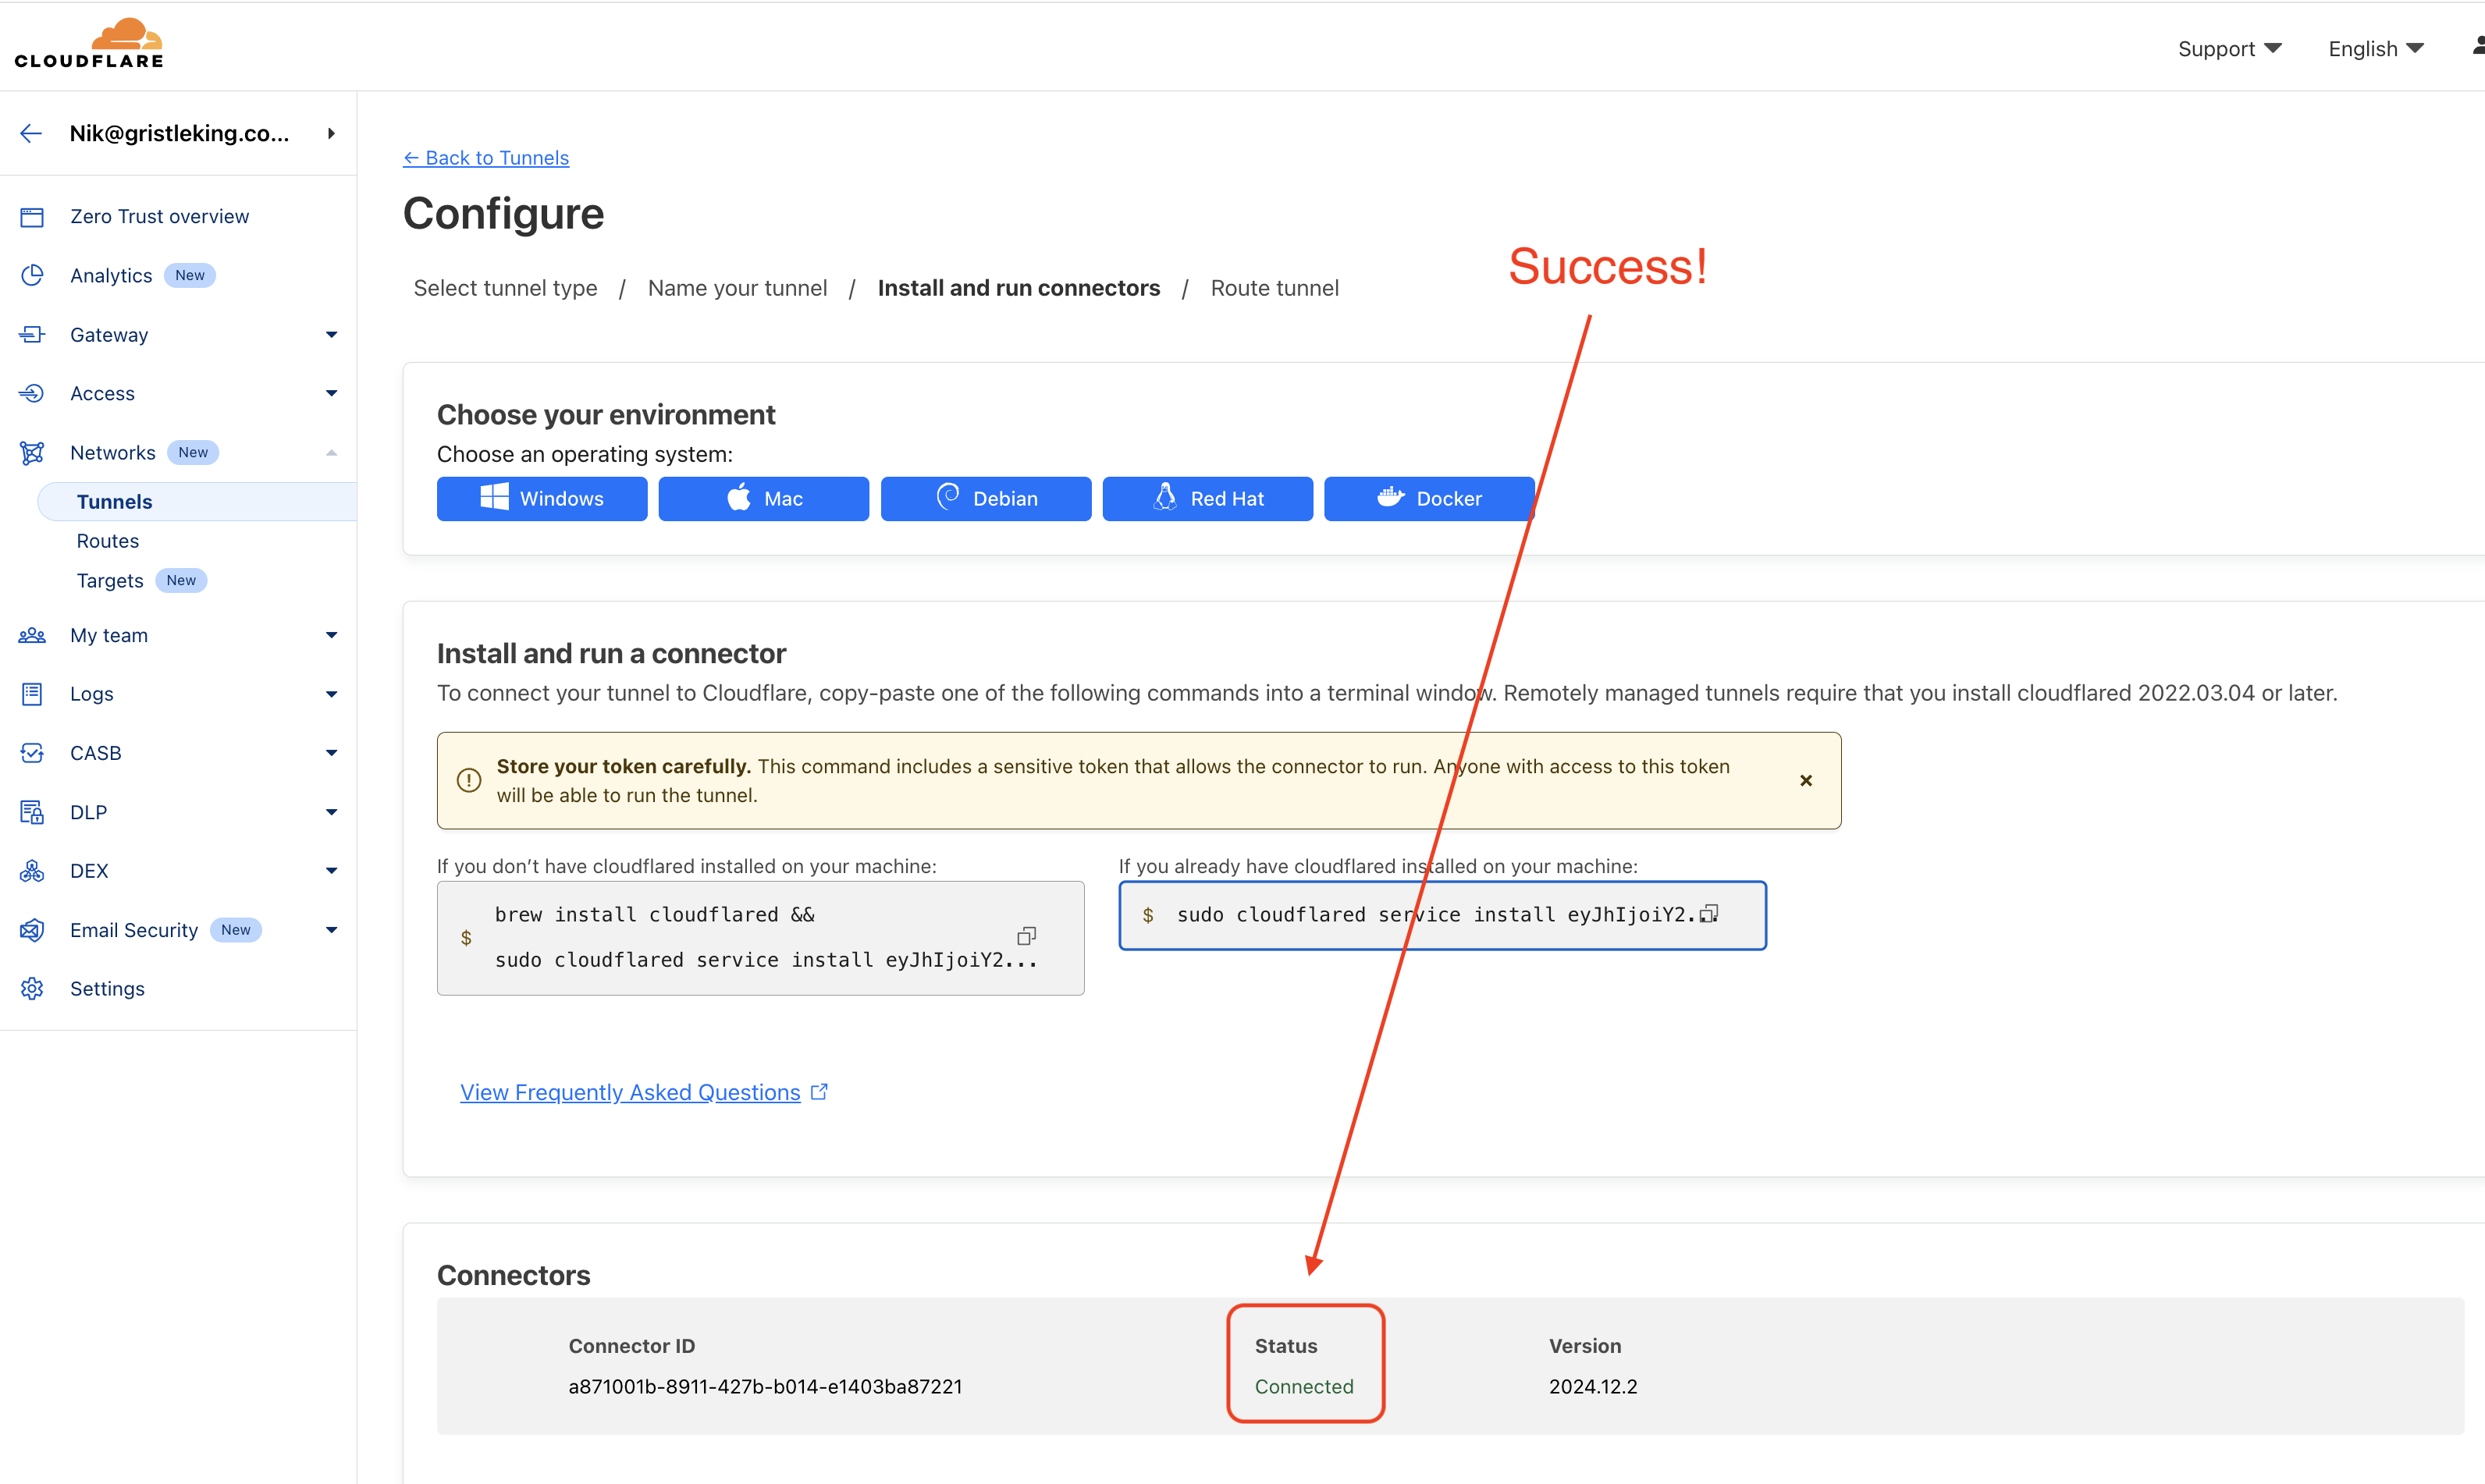 CLOUDFLARE
Support
English
Nik@gristleking.co...
Zero Trust overview
Analytics New
Gateway
Access
Networks New
Tunnels
Routes
Targets New
My team
Logs
CASB
DLP
DEX
Email Security New
Settings
← Back to Tunnels
Configure
Success!
Select tunnel type / Name your tunnel / Install and run connectors / Route tunnel
Choose your environment
Choose an operating system:
Windows Mac Debian Red Hat Docker
Install and run a connector
To connect your tunnel to Cloudflare, copy-paste one of the following commands into a terminal window. Remotely managed tunnels require that you install cloudflared 2022.03.04 or later.
Store your token carefully. This command includes a sensitive token that allows the connector to run. Anyone with access to this token
will be able to run the tunnel.
If you don't have cloudflared installed on your machine:
$ brew install cloudflared &&
sudo cloudflared service install eyJhIjoiY2...
If you already have cloudflared installed on your machine:
$ sudo cloudflared service install eyJhIjoiY2...
View Frequently Asked Questions
Connectors
Connector ID Status Version
a871001b-8911-427b-b014-e1403ba87221 Connected 2024.12.2